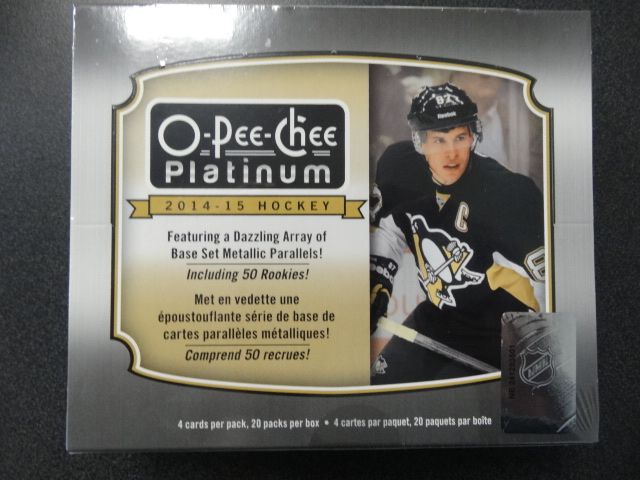 O-Pee-Chee
Platinum
2014-15 HOCKEY
Featuring a Dazzling Array of
Base Set Metallic Parallels!
Including 50 Rookies!
Met en vedette une
époustouflante série de base de
cartes parallèles métalliques!
Comprend 50 recrues!
87
Reebok
C
4 cards per pack, 20 packs per box • 4 cartes par paquet, 20 paquets par boîte